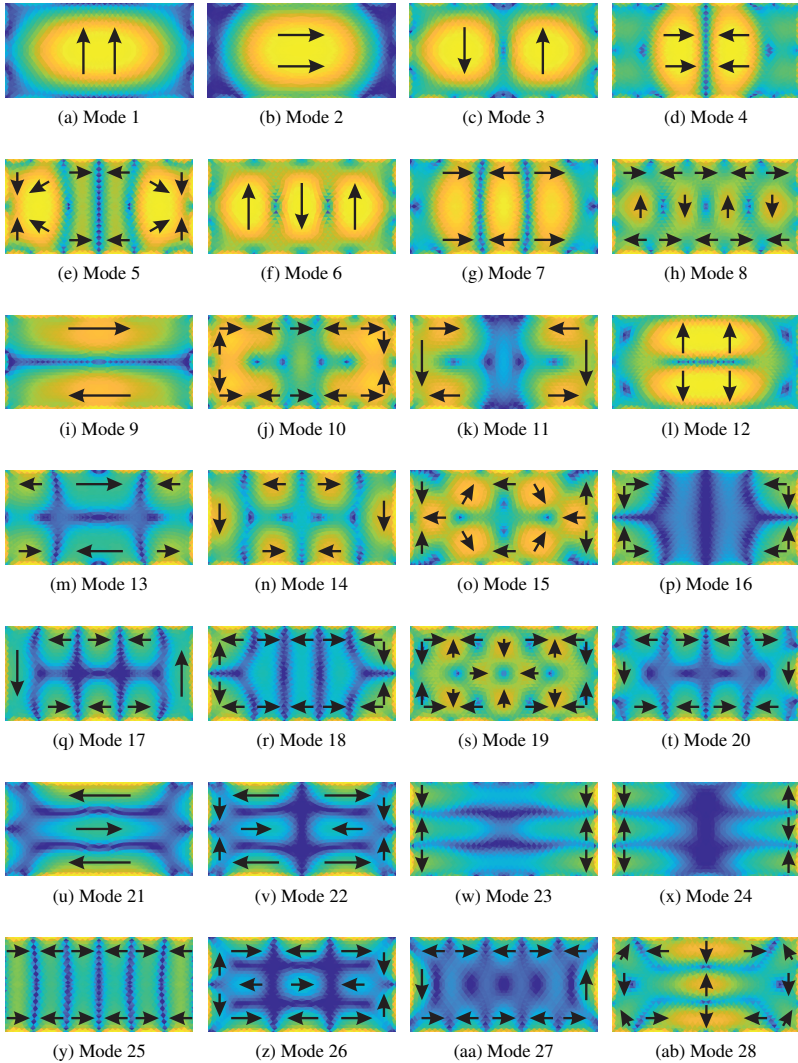 (a) Mode 1 (b) Mode 2 (c) Mode 3 (d) Mode 4
(e) Mode 5 (f) Mode 6 (g) Mode 7 (h) Mode 8
(i) Mode 9 (j) Mode 10 (k) Mode 11 (l) Mode 12
(m) Mode 13 (n) Mode 14 (o) Mode 15 (p) Mode 16
(q) Mode 17 (r) Mode 18 (s) Mode 19 (t) Mode 20
(u) Mode 21 (v) Mode 22 (w) Mode 23 (x) Mode 24
(y) Mode 25 (z) Mode 26 (aa) Mode 27 (ab) Mode 28